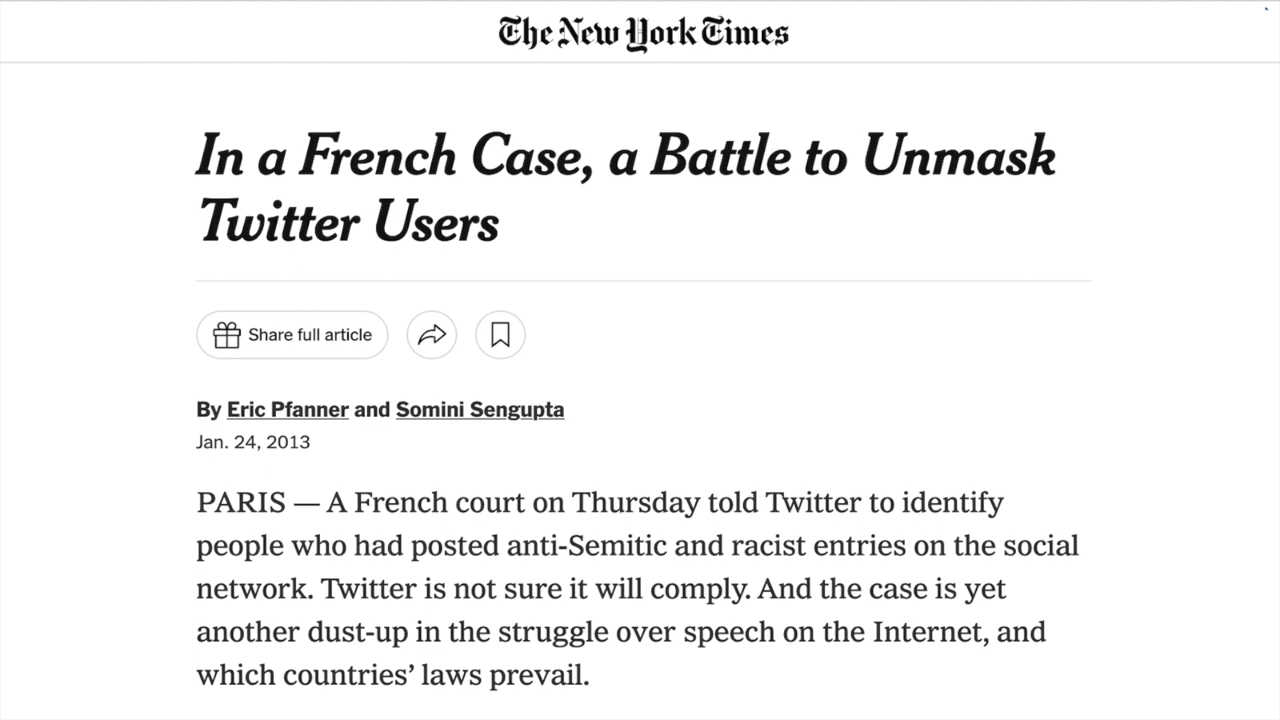 The New York Times
In a French Case, a Battle to Unmask
Twitter Users
Share full article
By Eric Pfanner and Somini Sengupta
Jan. 24, 2013
PARIS — A French court on Thursday told Twitter to identify
people who had posted anti-Semitic and racist entries on the social
network. Twitter is not sure it will comply. And the case is yet
another dust-up in the struggle over speech on the Internet, and
which countries’ laws prevail.